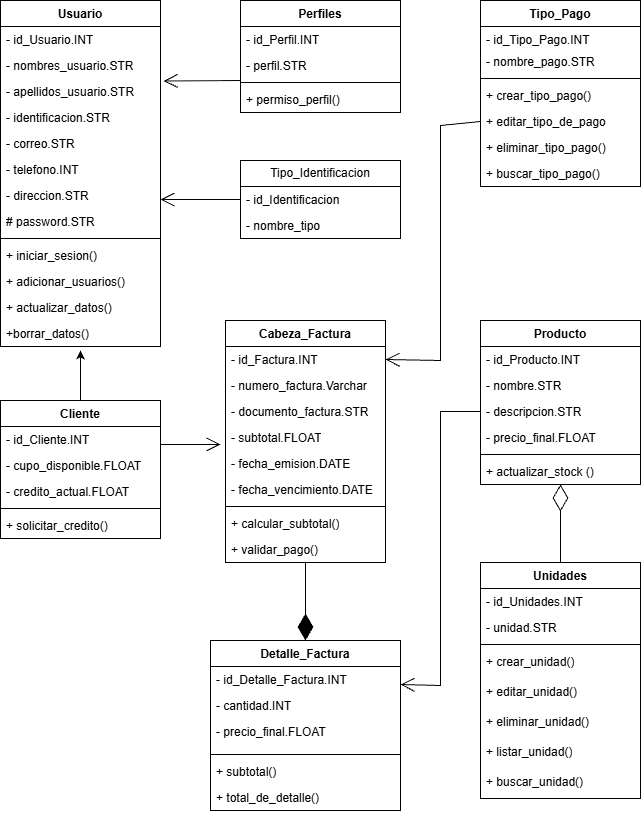 Usuario
- id_Usuario.INT
- nombres_usuario.STR
- apellidos_usuario.STR
- identificacion.STR
- correo.STR
- telefono.INT
- direccion.STR
# password.STR
+ iniciar_sesion()
+ adicionar_usuarios()
+ actualizar_datos()
+borrar_datos()
Perfiles
- id_Perfil.INT
- perfil.STR
+ permiso_perfil()
Tipo_Pago
- id_Tipo_Pago.INT
- nombre_pago.STR
+ crear_tipo_pago()
+ editar_tipo_de_pago
+ eliminar_tipo_pago()
+ buscar_tipo_pago()
Tipo_Identificacion
- id_Identificacion
- nombre_tipo
Cabeza_Factura
- id_Factura.INT
- numero_factura.Varchar
- documento_factura.STR
- subtotal.FLOAT
- fecha_emision.DATE
- fecha_vencimiento.DATE
+ calcular_subtotal()
+ validar_pago()
Producto
- id_Producto.INT
- nombre.STR
- descripcion.STR
- precio_final.FLOAT
+ actualizar_stock ()
Cliente
- id_Cliente.INT
- cupo_disponible.FLOAT
- credito_actual.FLOAT
+ solicitar_credito()
Unidades
- id_Unidades.INT
- unidad.STR
+ crear_unidad()
+ editar_unidad()
+ eliminar_unidad()
+ listar_unidad()
+ buscar_unidad()
Detalle_Factura
- id_Detalle_Factura.INT
- cantidad.INT
- precio_final.FLOAT
+ subtotal()
+ total_de_detalle()